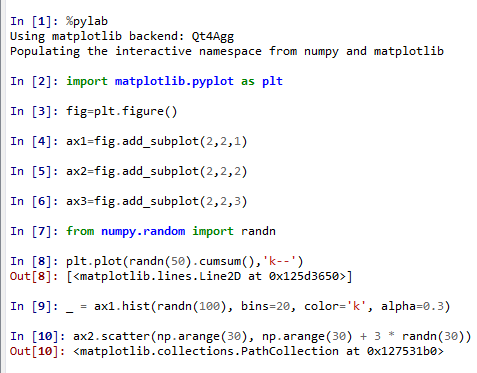 In [1]: %pylab
Using matplotlib backend: Qt4Agg
Populating the interactive namespace from numpy and matplotlib
In [2]: import matplotlib.pyplot as plt
In [3]: fig=plt.figure()
In [4]: ax1=fig.add_subplot(2,2,1)
In [5]: ax2=fig.add_subplot(2,2,2)
In [6]: ax3=fig.add_subplot(2,2,3)
In [7]: from numpy.random import randn
In [8]: plt.plot(randn(50).cumsum(),'k--')
Out[8]: [<matplotlib.lines.Line2D at 0x125d3650>]
In [9]: _ = ax1.hist(randn(100), bins=20, color='k', alpha=0.3)
In [10]: ax2.scatter(np.arange(30), np.arange(30) + 3 * randn(30))
Out[10]: <matplotlib.collections.PathCollection at 0x127531b0>